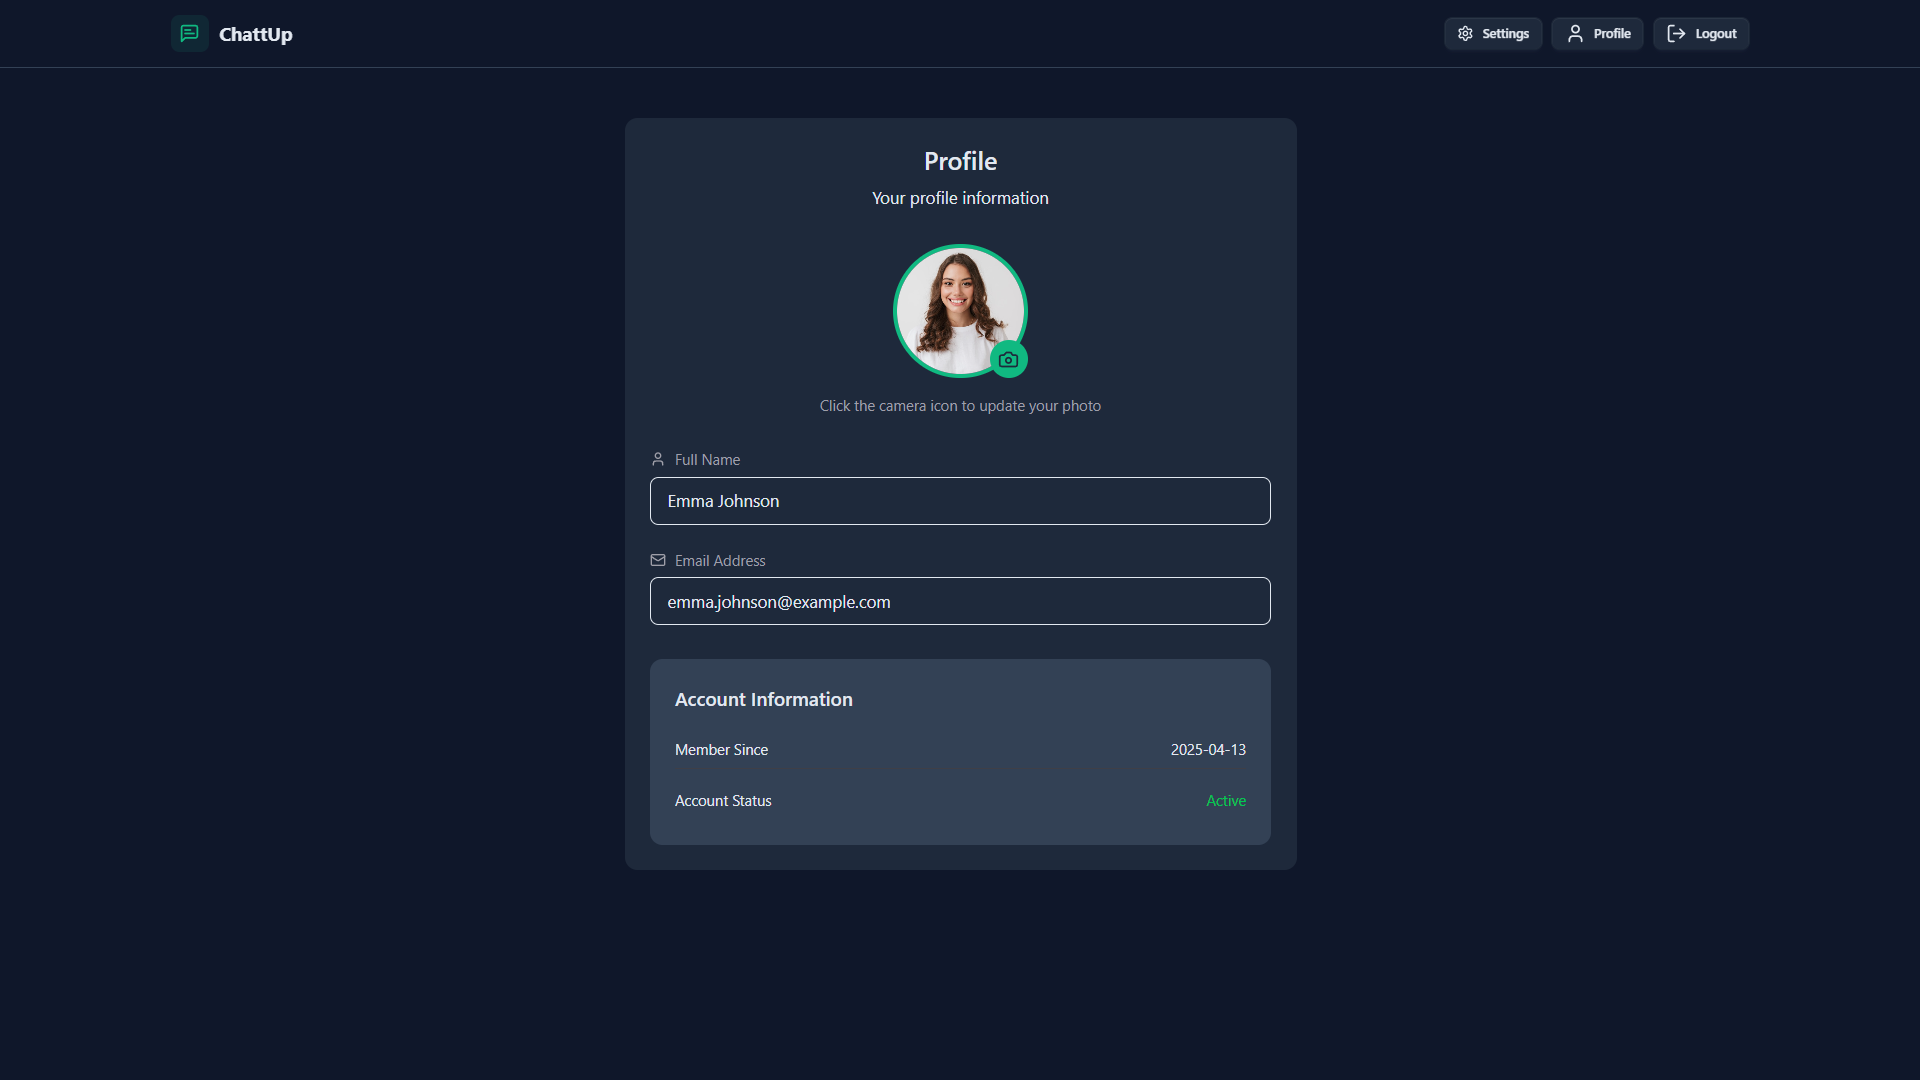 ChattUp
Settings
Profile
Logout
Profile
Your profile information
Click the camera icon to update your photo
Full Name
Emma Johnson
Email Address
emma.johnson@example.com
Account Information
Member Since 2025-04-13
Account Status Active